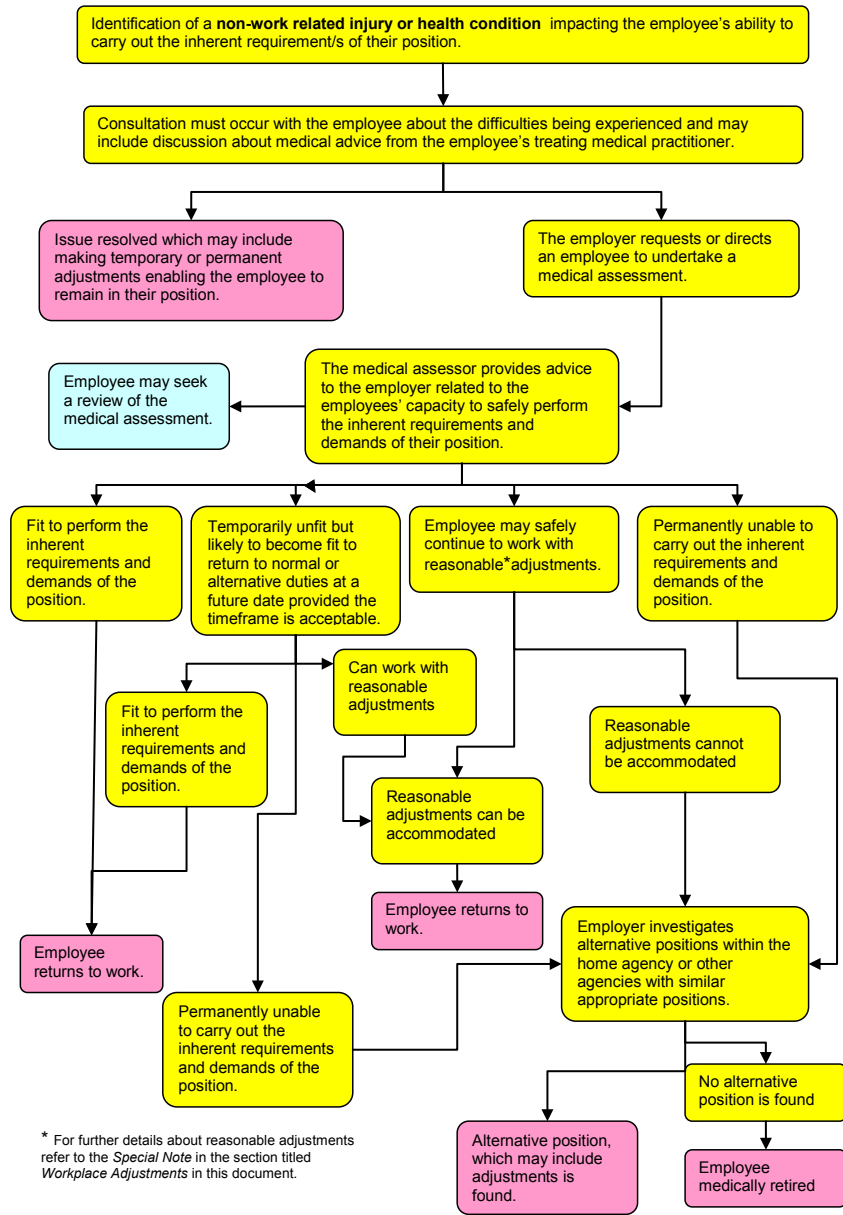 Identification of a non-work related injury or health condition impacting the employee's ability to
carry out the inherent requirement/s of their position.
Consultation must occur with the employee about the difficulties being experienced and may
include discussion about medical advice from the employee's treating medical practitioner.
Issue resolved which may include
making temporary or permanent
adjustments enabling the employee to
remain in their position.
The employer requests or directs
an employee to undertake a
medical assessment.
Employee may seek
a review of the
medical assessment.
The medical assessor provides advice
to the employer related to the
employees' capacity to safely perform
the inherent requirements and
demands of their position.
Fit to perform the
inherent
requirements and
demands of the
position.
Temporarily unfit but
likely to become fit to
return to normal or
alternative duties at a
future date provided the
timeframe is acceptable.
Employee may safely
continue to work with
reasonable*adjustments.
Permanently unable to
carry out the inherent
requirements and
demands of the
position.
Can work with
reasonable
adjustments
Fit to perform the
inherent
requirements and
demands of the
position.
Reasonable
adjustments cannot
be accommodated
Reasonable
adjustments can be
accommodated
Employee returns to
work.
Employee
returns to work.
Employer investigates
alternative positions within the
home agency or other
agencies with similar
appropriate positions.
Permanently unable
to carry out the
inherent requirements
and demands of the
position.
No alternative
position is found
Alternative position,
which may include
adjustments is
found.
Employee
medically retired
* For further details about reasonable adjustments
refer to the Special Note in the section titled
Workplace Adjustments in this document.